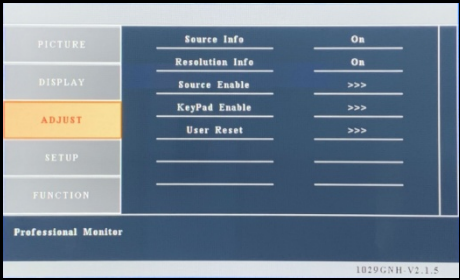 PICTURE
DISPLAY
ADJUST
SETUP
FUNCTION
Source Info On
Resolution Info On
Source Enable >>>
KeyPad Enable >>>
User Reset >>>
Professional Monitor
1029GNH-V2.1.5